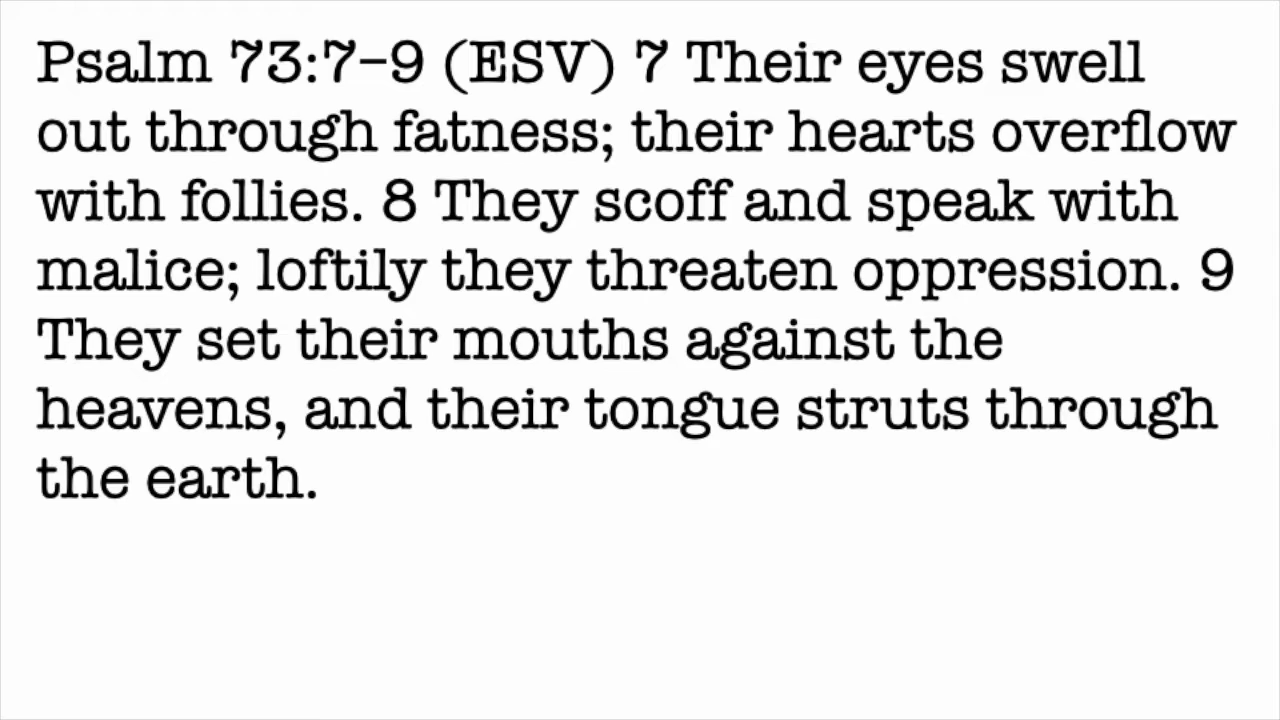 Psalm 73:7–9 (ESV) 7 Their eyes swell
out through fatness; their hearts overflow
with follies. 8 They scoff and speak with
malice; loftily they threaten oppression. 9
They set their mouths against the
heavens, and their tongue struts through
the earth.